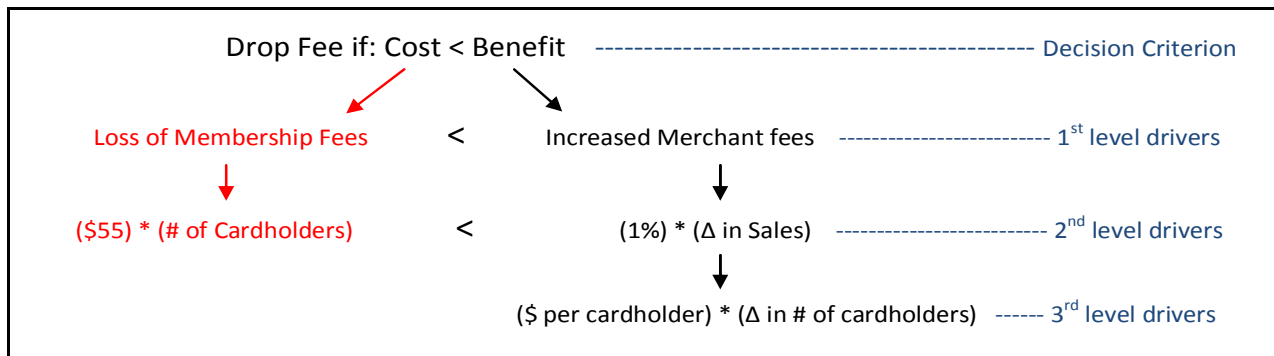 Drop Fee if: Cost < Benefit ------------------------------------------- Decision Criterion
Loss of Membership Fees < Increased Merchant fees -------------------- 1st level drivers
($55) * (# of Cardholders) < (1%) * (Δ in Sales) ------------------------ 2nd level drivers
($ per cardholder) * (Δ in # of cardholders) ------ 3rd level drivers